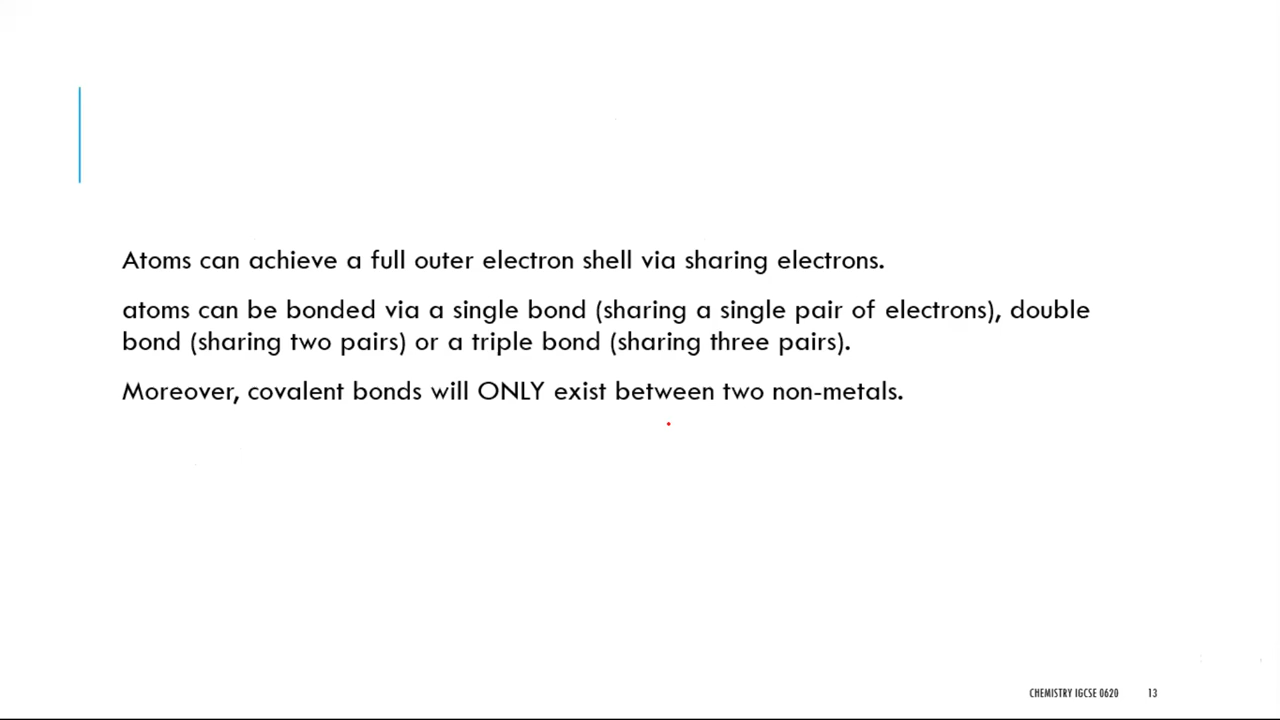 Atoms can achieve a full outer electron shell via sharing electrons.
atoms can be bonded via a single bond (sharing a single pair of electrons), double
bond (sharing two pairs) or a triple bond (sharing three pairs).
Moreover, covalent bonds will ONLY exist between two non-metals.
CHEMISTRY IGCSE 0620 13